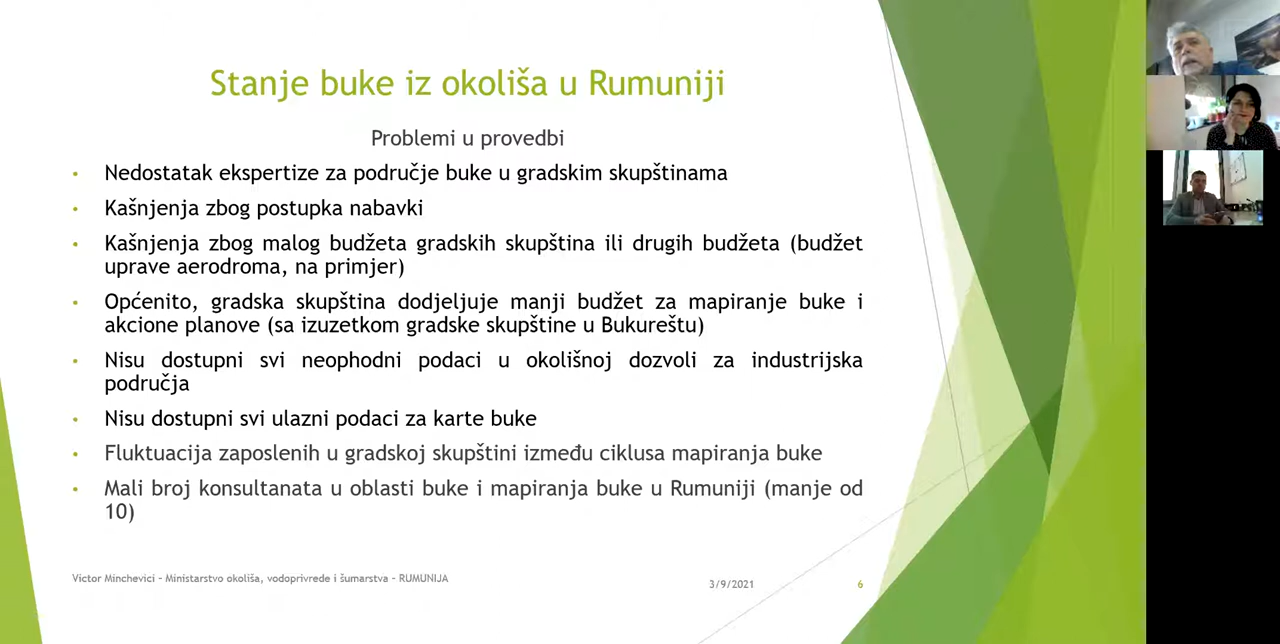 Stanje buke iz okoliša u Rumuniji
Problemi u provedbi
• Nedostatak ekspertize za područje buke u gradskim skupštinama
• Kašnjenja zbog postupka nabavki
• Kašnjenja zbog malog budžeta gradskih skupština ili drugih budžeta (budžet
uprave aerodroma, na primjer)
• Općenito, gradska skupština dodjeljuje manji budžet za mapiranje buke i
akcione planove (sa izuzetkom gradske skupštine u Bukureštu)
• Nisu dostupni svi neophodni podaci u okolišnoj dozvoli za industrijska
područja
• Nisu dostupni svi ulazni podaci za karte buke
• Fluktuacija zaposlenih u gradskoj skupštini između ciklusa mapiranja buke
• Mali broj konsultanata u oblasti buke i mapiranja buke u Rumuniji (manje od
10)
Victor Minchevici - Ministarstvo okoliša, vodoprivrede i šumarstva - RUMUNIJA
3/9/2021
6